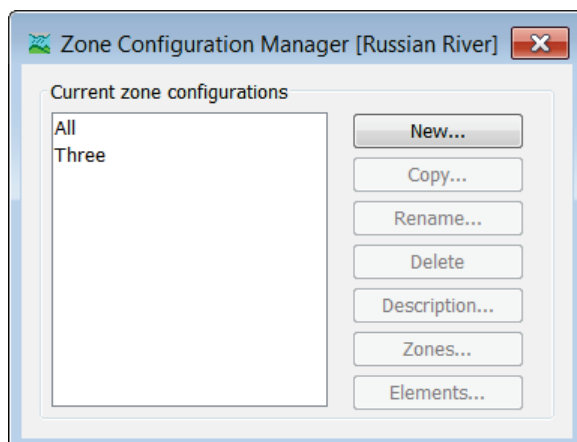 Zone Configuration Manager [Russian River]
Current zone configurations
All
Three
New...
Copy...
Rename...
Delete
Description...
Zones...
Elements...